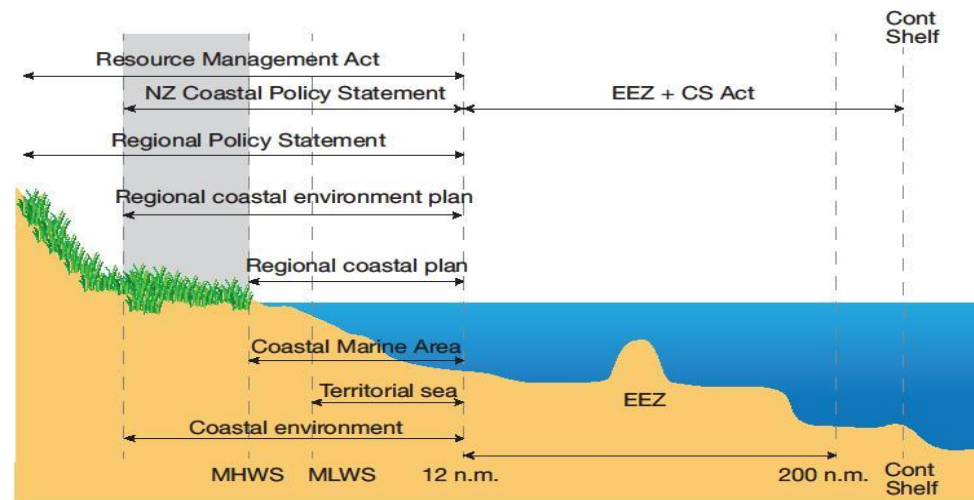 Cont
Shelf
Resource Management Act
NZ Coastal Policy Statement
EEZ + CS Act
Regional Policy Statement
Regional coastal environment plan
Regional coastal plan
Coastal Marine Area
Territorial sea
EEZ
Coastal environment
MHWS
MLWS
12 n.m.
200 n.m.
Cont
Shelf